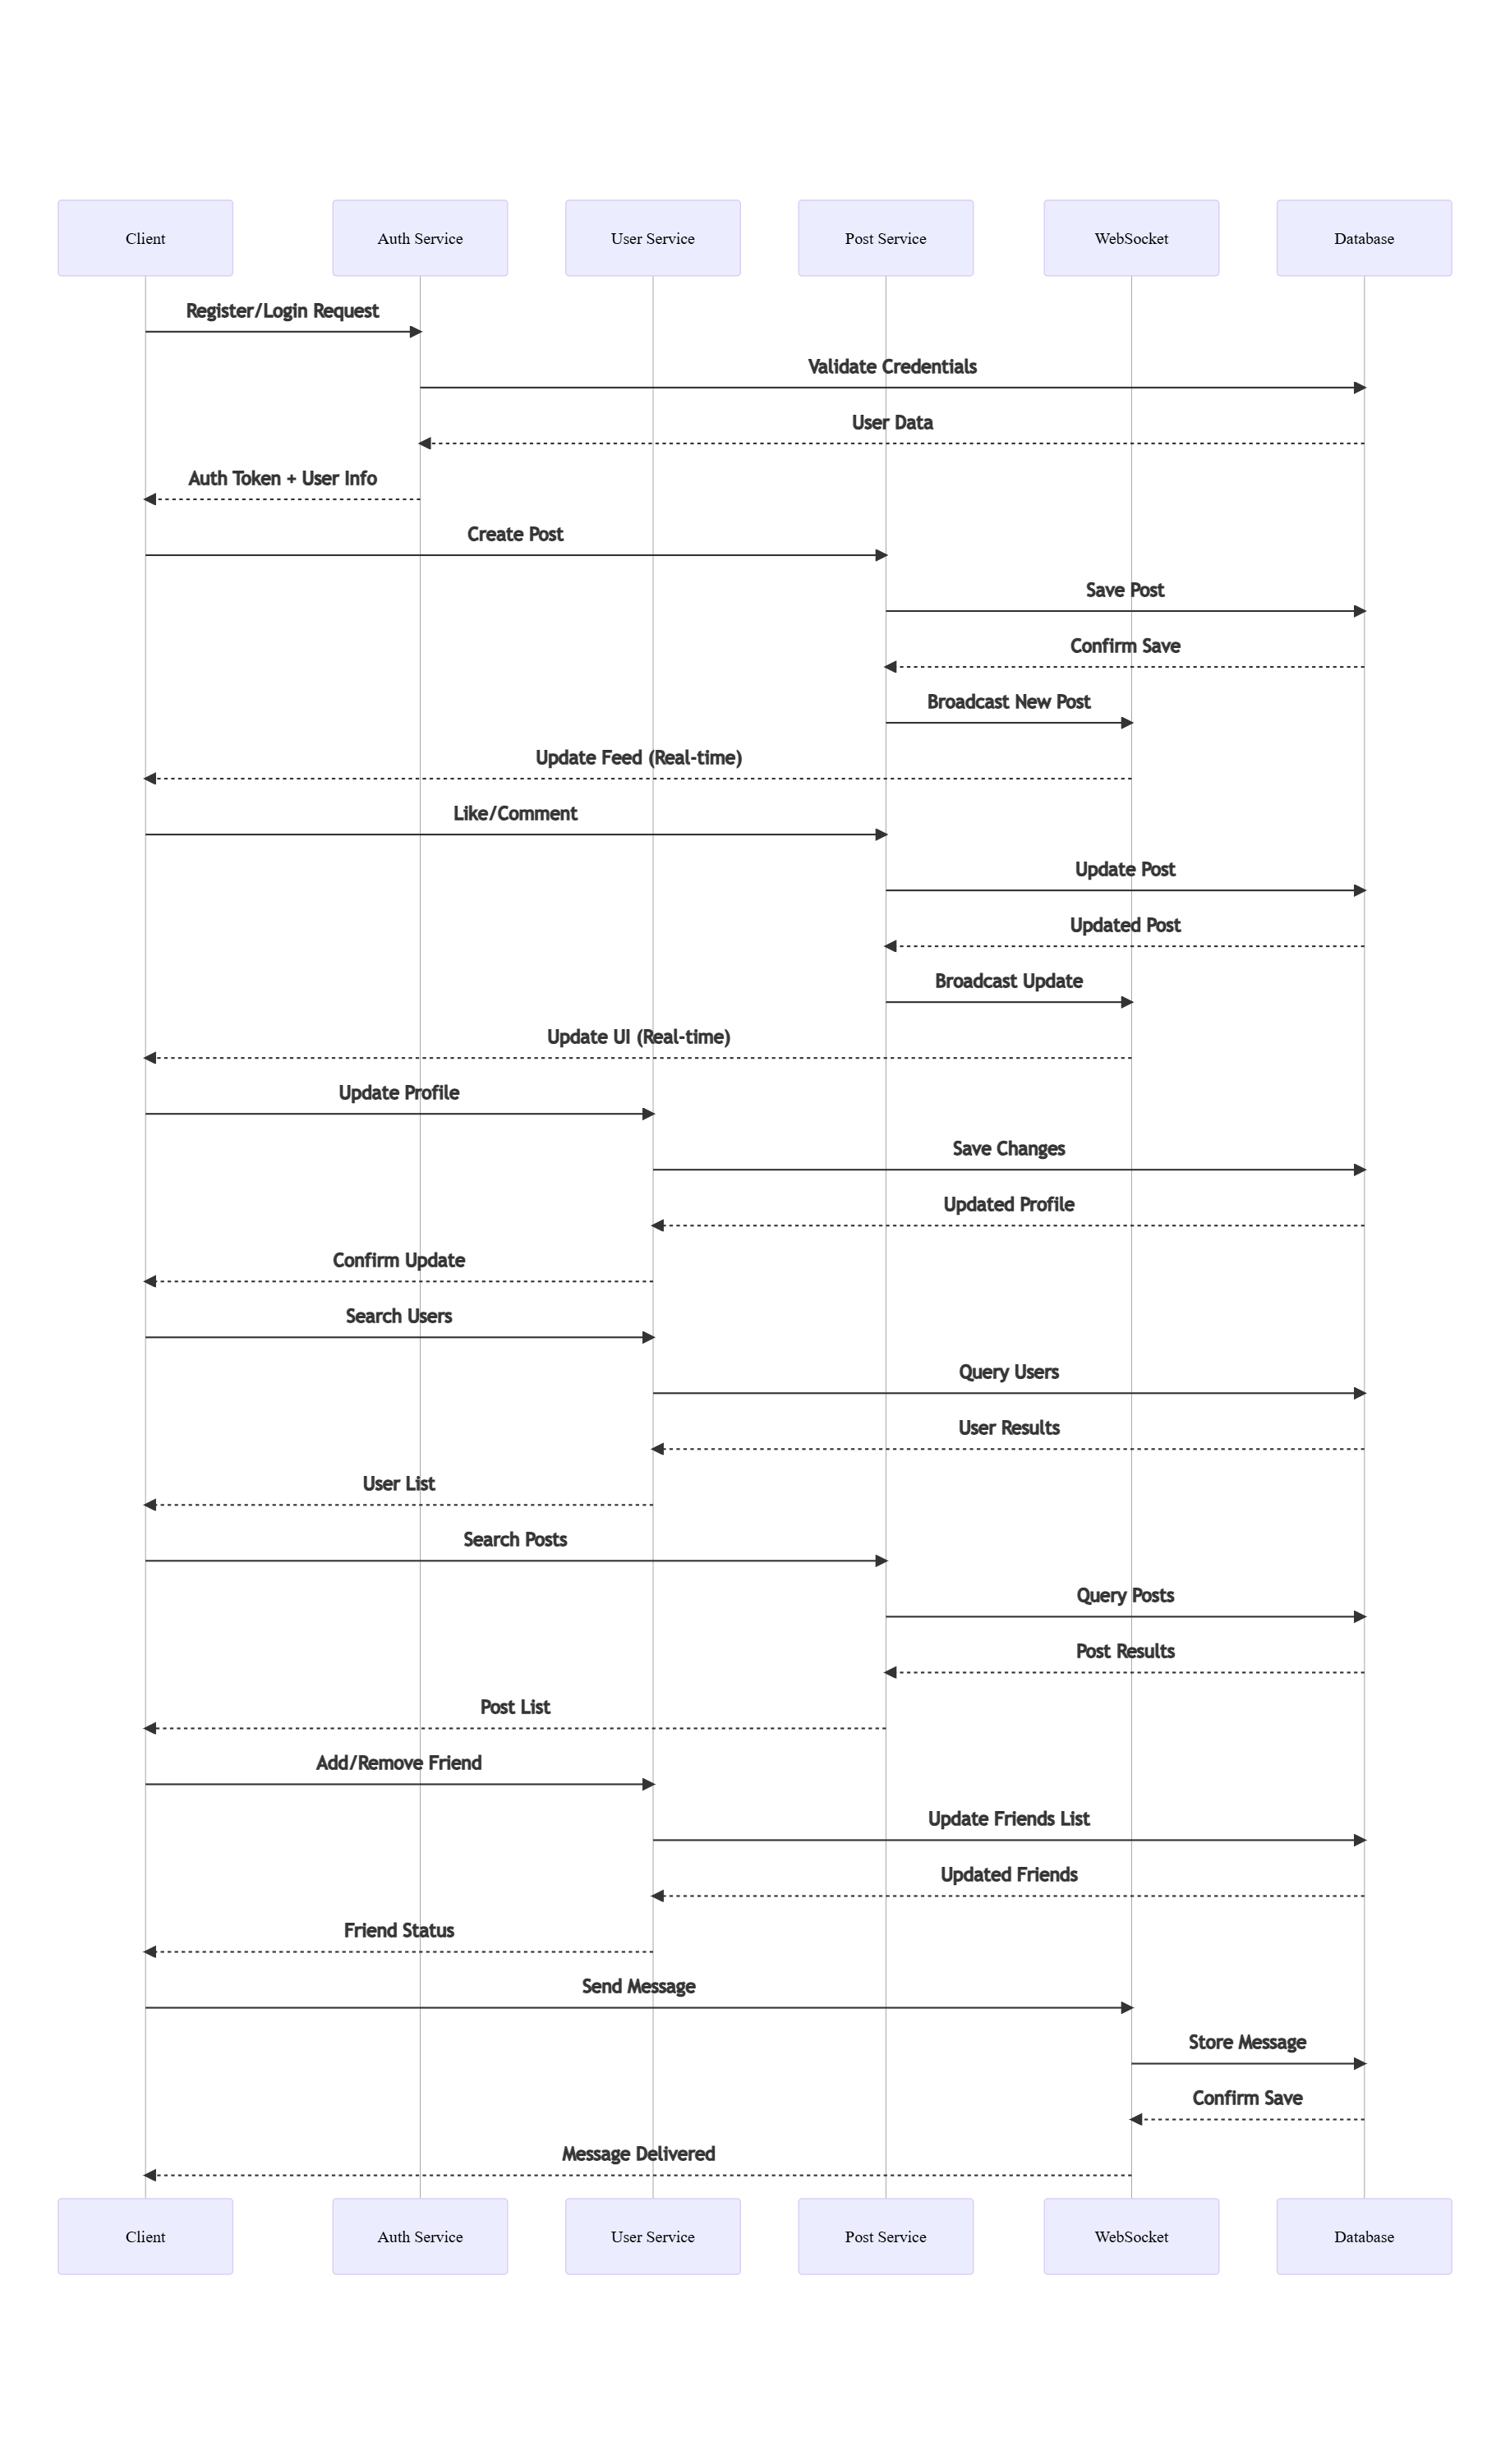 Client
Auth Service
User Service
Post Service
WebSocket
Database
Register/Login Request
Validate Credentials
User Data
Auth Token + User Info
Create Post
Save Post
Confirm Save
Broadcast New Post
Update Feed (Real-time)
Like/Comment
Update Post
Updated Post
Broadcast Update
Update UI (Real-time)
Update Profile
Save Changes
Updated Profile
Confirm Update
Search Users
Query Users
User Results
User List
Search Posts
Query Posts
Post Results
Post List
Add/Remove Friend
Update Friends List
Updated Friends
Friend Status
Send Message
Store Message
Confirm Save
Message Delivered
Client
Auth Service
User Service
Post Service
WebSocket
Database